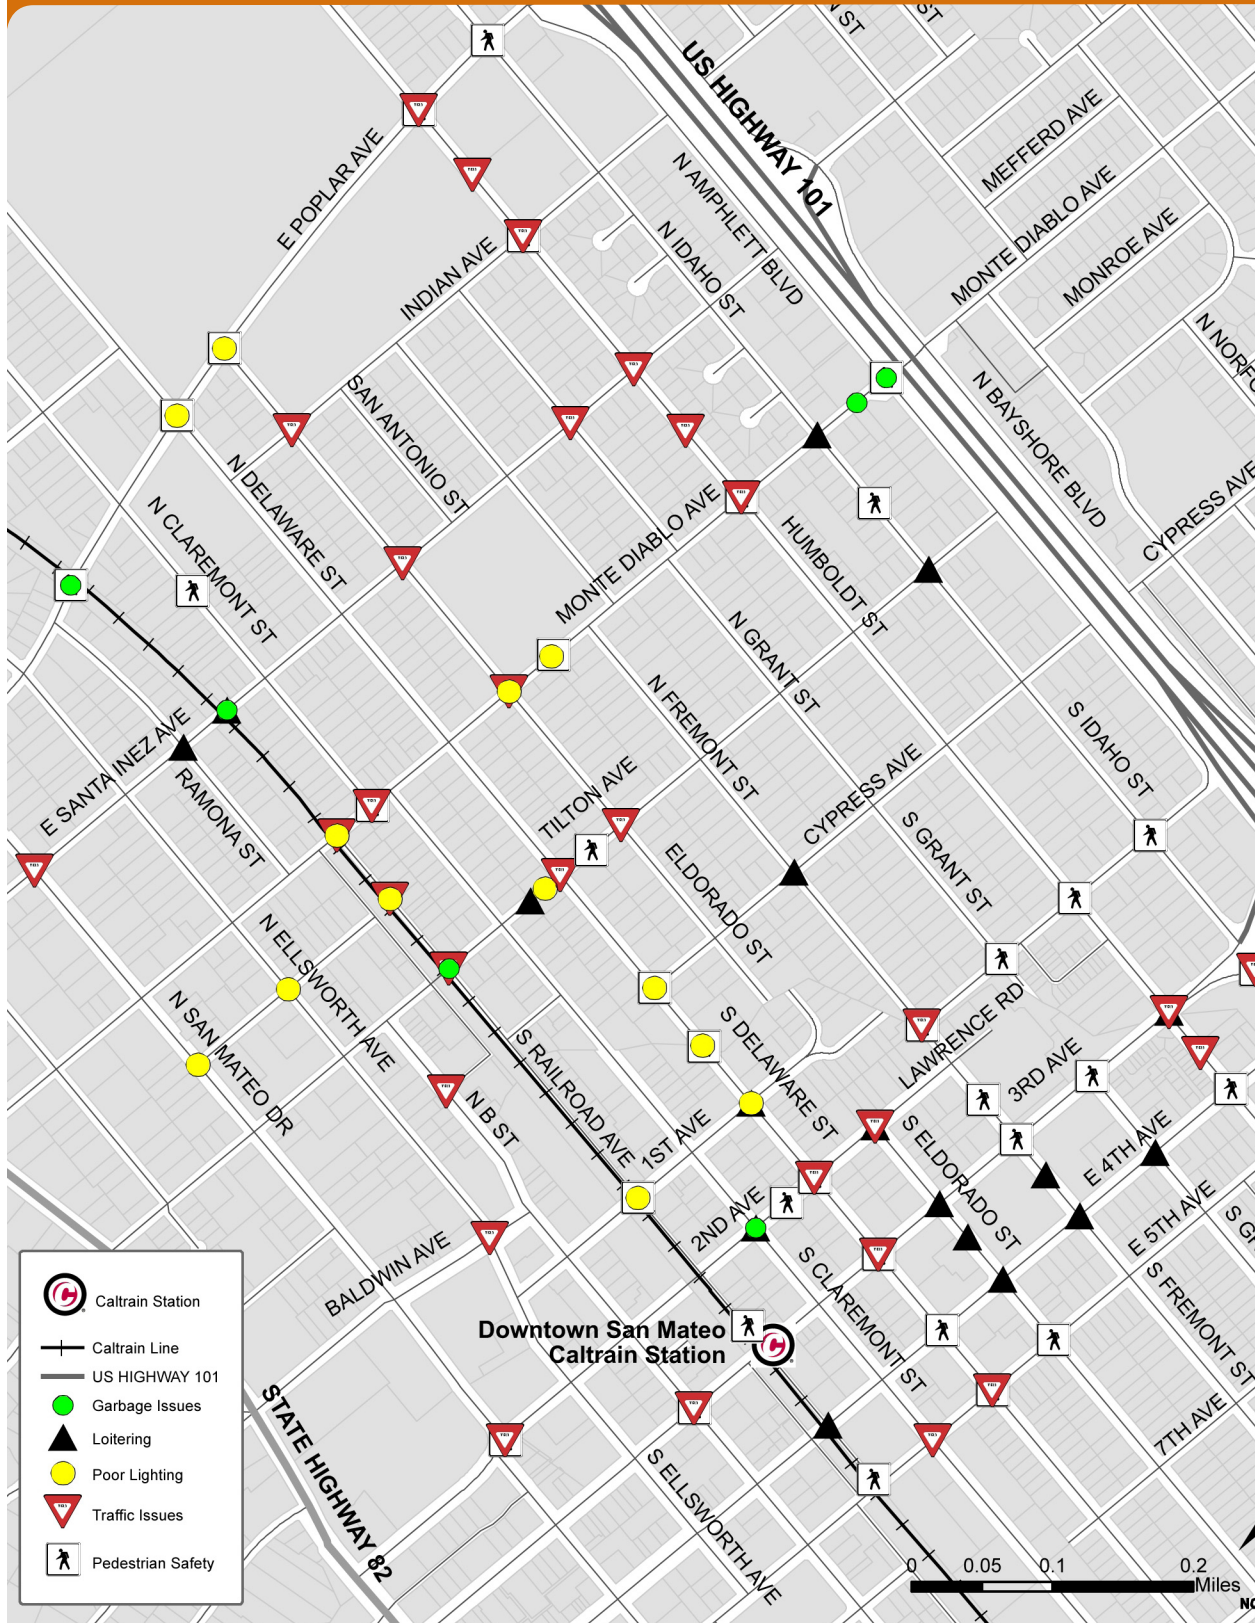 ST
US HIGHWAY 101
MEFFERD AVE
E POPLAR AVE
N AMPHLETT BLVD
MONTE DIABLO AVE
MONROE AVE
INDIAN AVE
N IDAHO ST
N BAYSHORE BLVD
SAN ANTONIO ST
N DELAWARE ST
N CLAREMONT ST
MONTE DIABLO AVE
HUMBOLDT ST
CYPRESS AVE
N GRANT ST
N FREMONT ST
S IDAHO ST
E SANTA INEZ AVE
RAMONA ST
TILTON AVE
CYPRESS AVE
ELDORADO ST
S GRANT ST
N ELLSWORTH AVE
N SAN MATEO DR
N B ST
S RAILROAD AVE
1ST AVE
S DELAWARE ST
LAWRENCE RD
3RD AVE
S ELDORADO ST
E 4TH AVE
2ND AVE
E 5TH AVE
S CLAREMONT ST
S FREMONT ST
BALDWIN AVE
Downtown San Mateo
Caltrain Station
7TH AVE
STATE HIGHWAY 82
S ELLSWORTH AVE
Caltrain Station
Caltrain Line
US HIGHWAY 101
Garbage Issues
Loitering
Poor Lighting
Traffic Issues
Pedestrian Safety
0 0.05 0.1 0.2
Miles